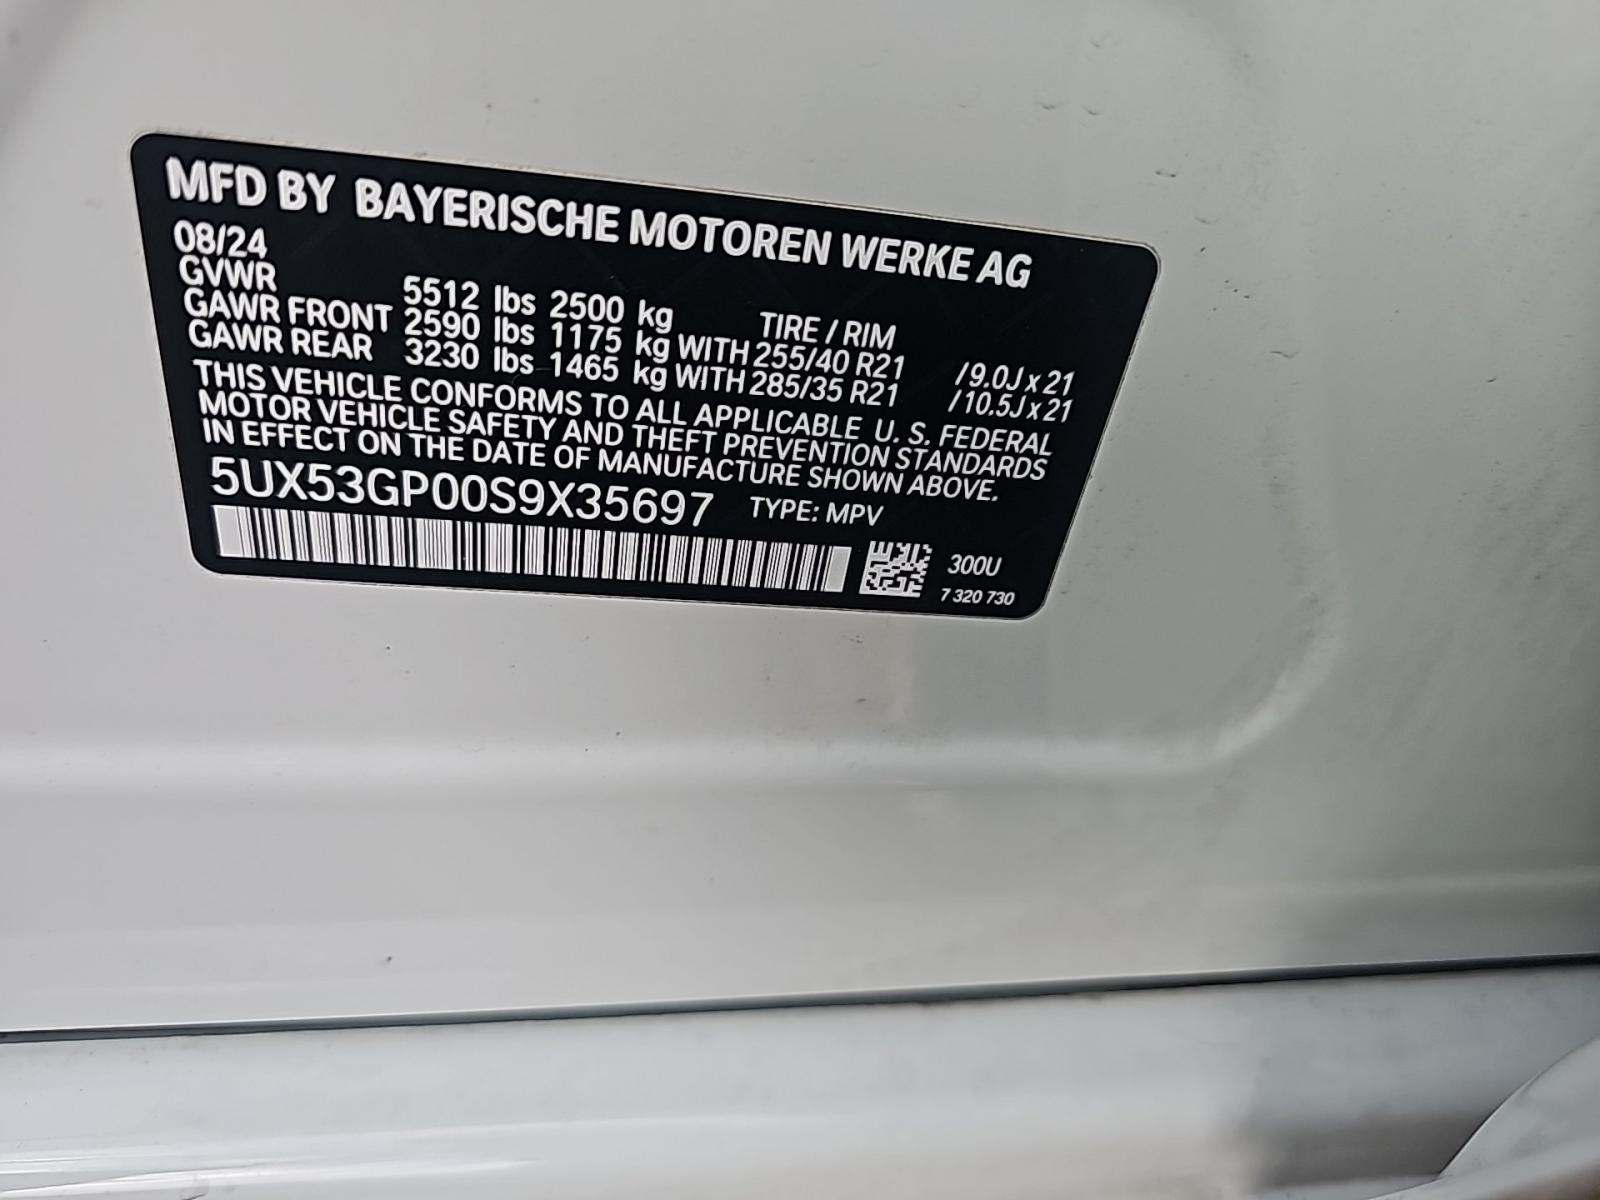 MFD BY BAYERISCHE MOTOREN WERKE AG
08/24
GVWR 5512 lbs 2500 kg TIRE / RIM
GAWR FRONT 2590 lbs 1175 kg WITH 255/40 R21 /9.0J x 21
GAWR REAR 3230 lbs 1465 kg WITH 285/35 R21 /10.5J x 21
THIS VEHICLE CONFORMS TO ALL APPLICABLE U. S. FEDERAL
MOTOR VEHICLE SAFETY AND THEFT PREVENTION STANDARDS
IN EFFECT ON THE DATE OF MANUFACTURE SHOWN ABOVE.
5UX53GP00S9X35697 TYPE: MPV
300U
7 320 730